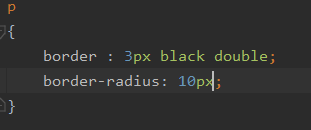 p
{
border : 3px black double;
border-radius: 10px;
}